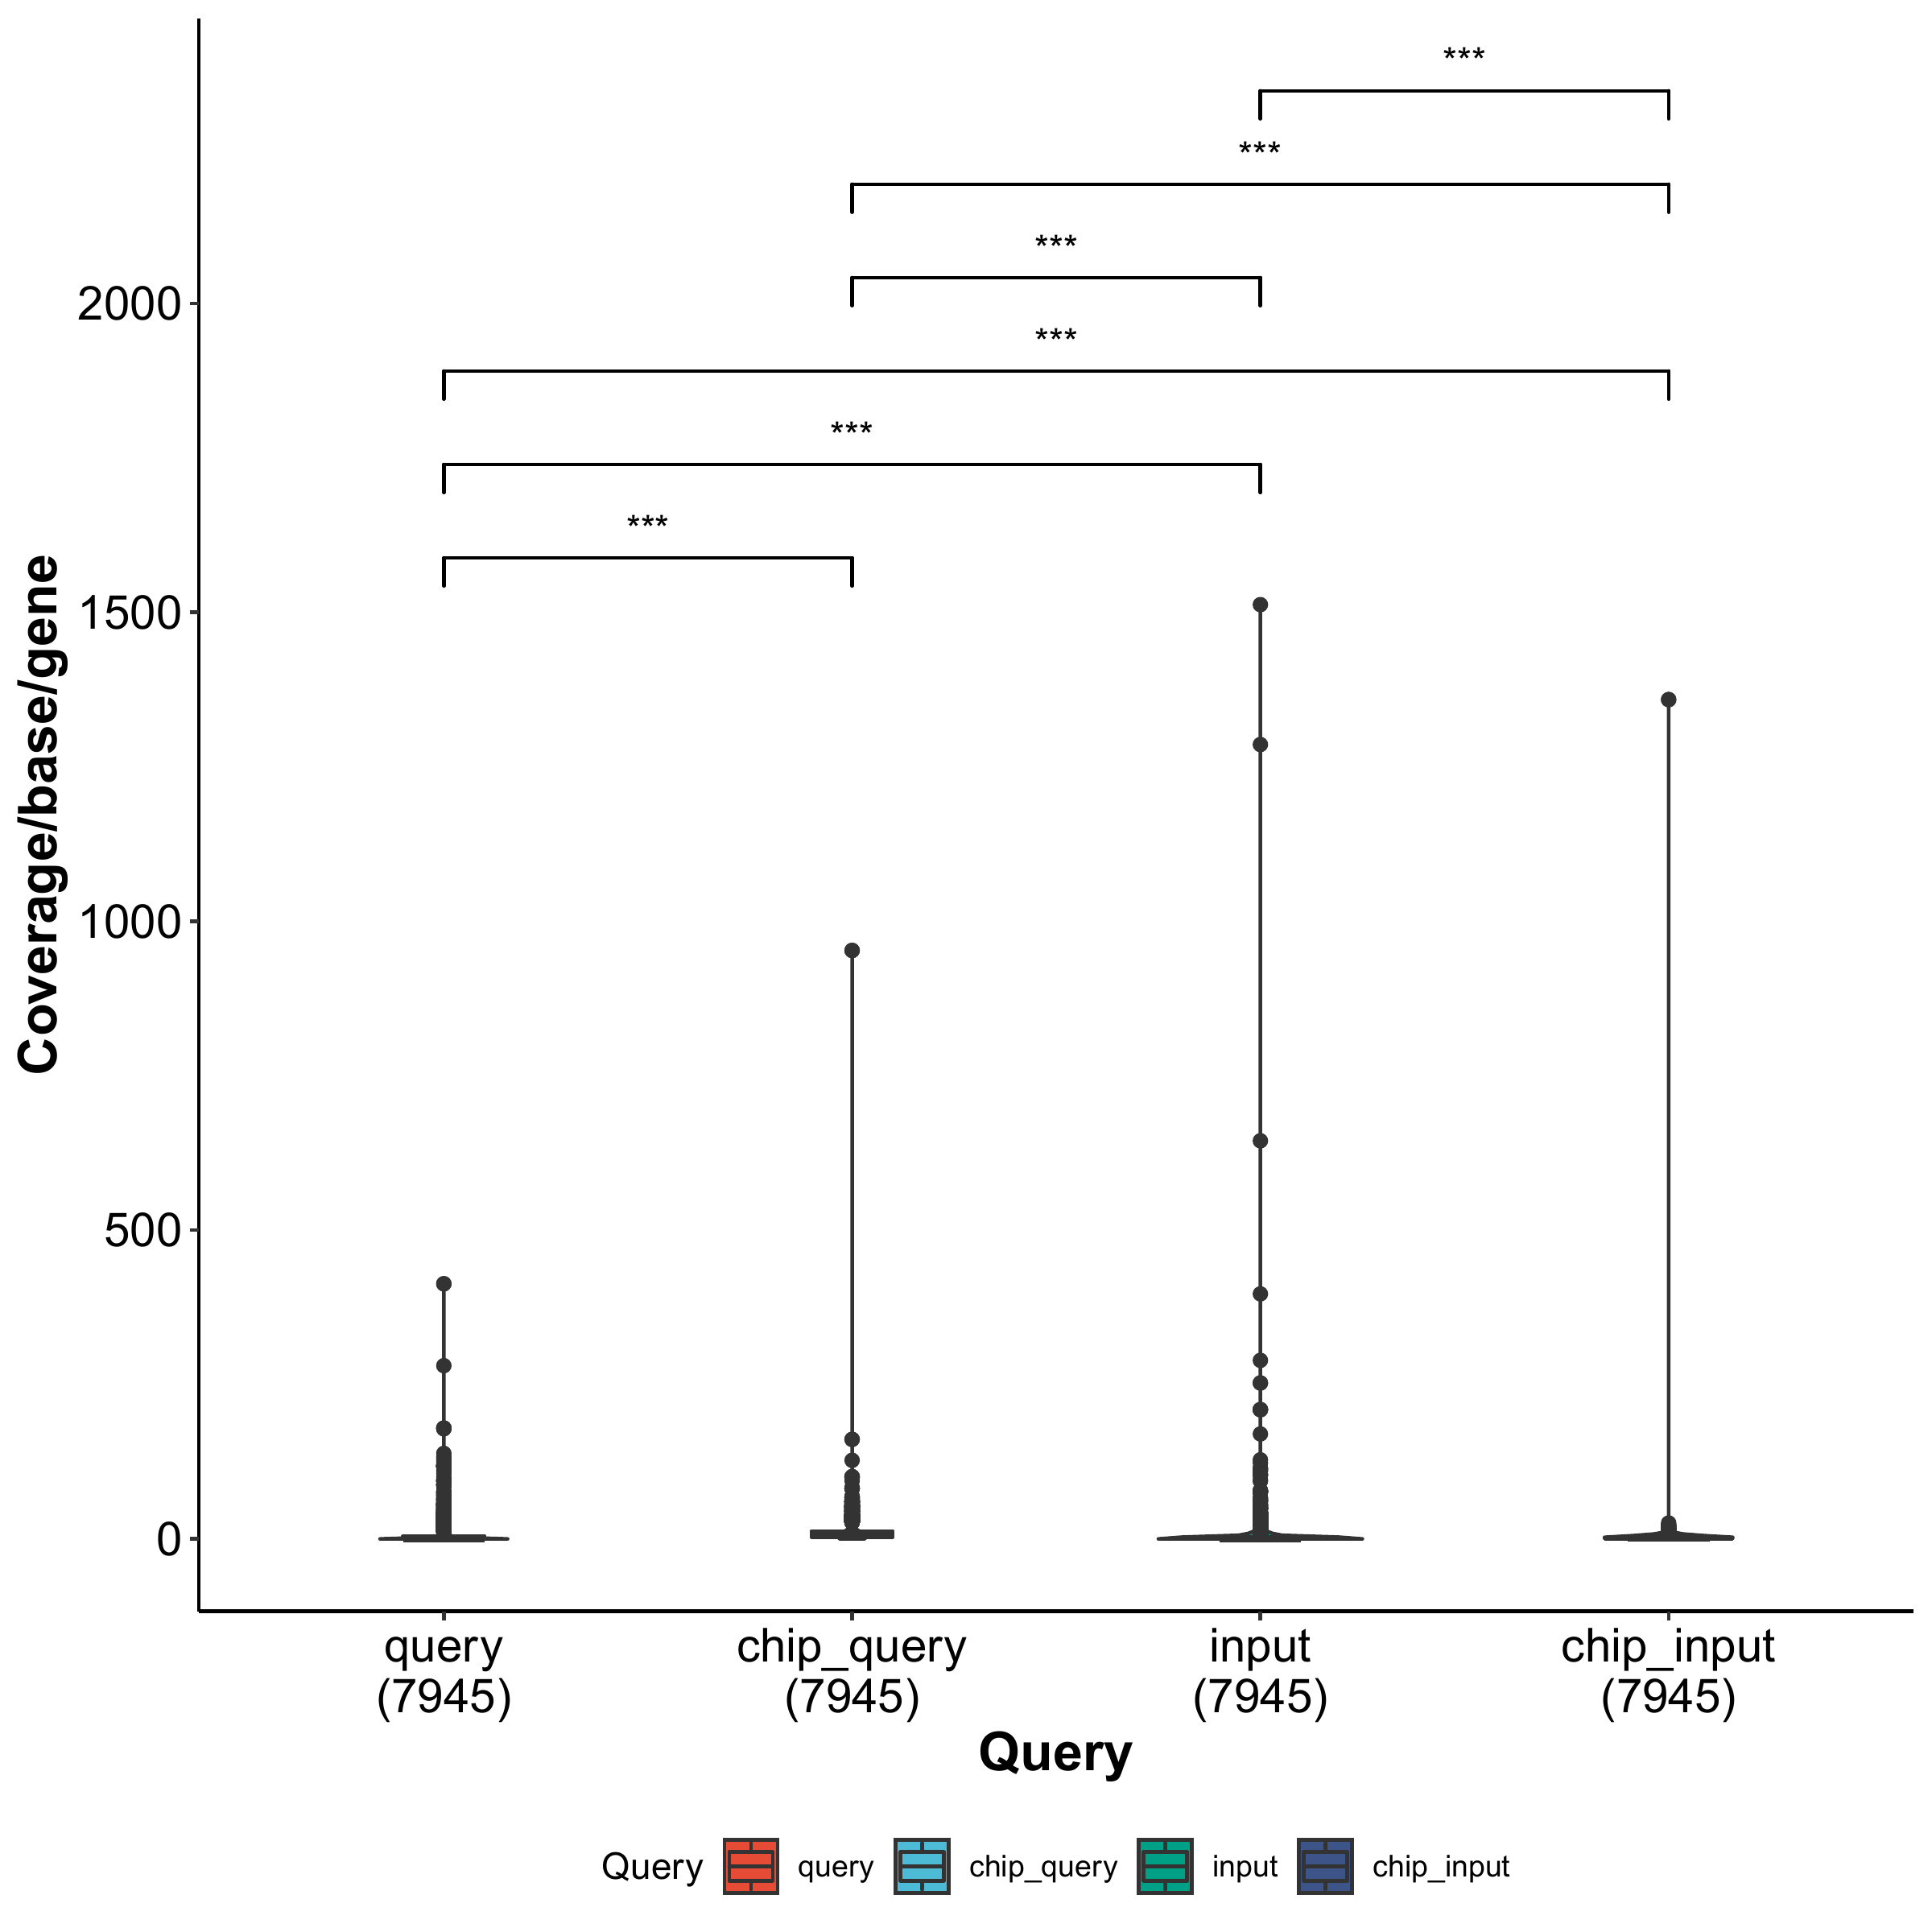 ***
***
***
***
***
***
2000
1500
1000
500
0
Coverage/base/gene
query
(7945)
chip_query
(7945)
input
(7945)
chip_input
(7945)
Query
Query query chip_query input chip_input